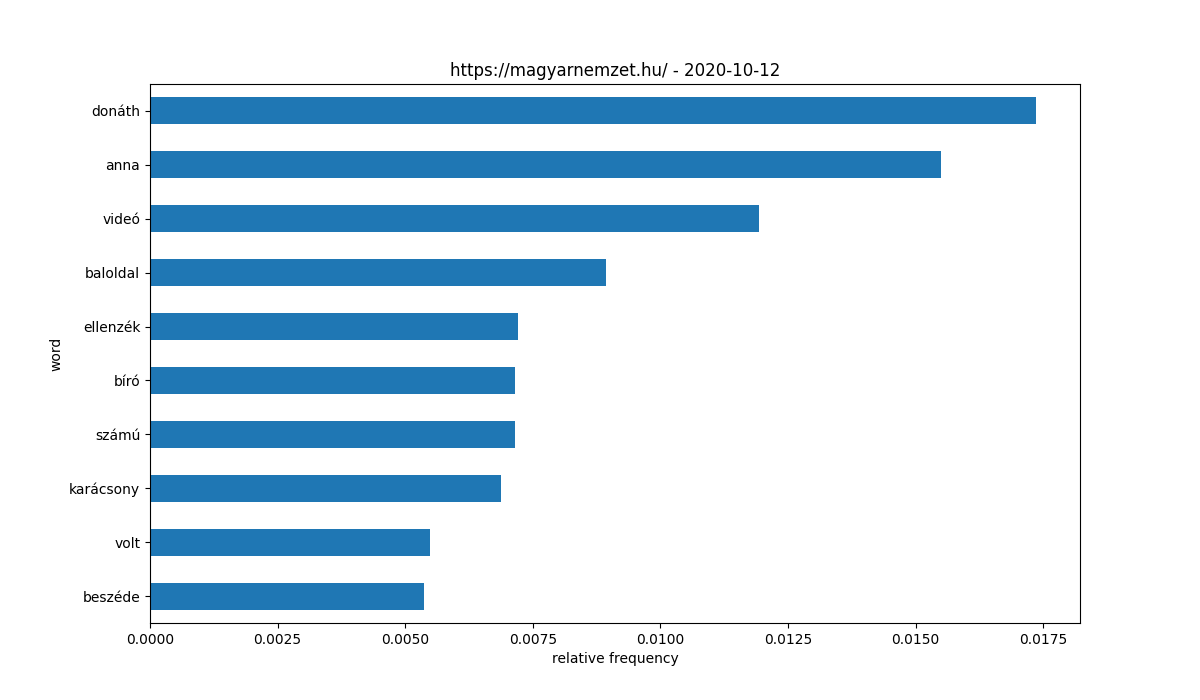 https://magyarnemzet.hu/ - 2020-10-12
donáth
anna
videó
baloldal
ellenzék
bíró
számú
karácsony
volt
beszéde
word
0.0000 0.0025 0.0050 0.0075 0.0100 0.0125 0.0150 0.0175
relative frequency